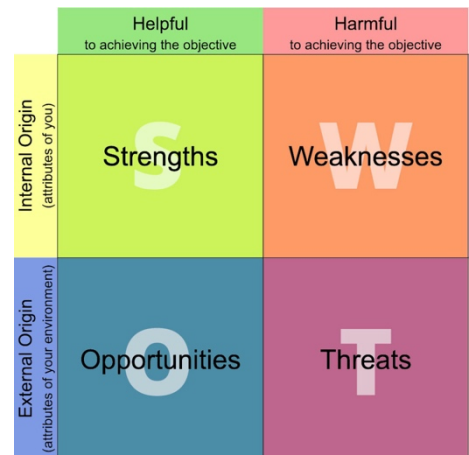 Helpful
to achieving the objective
Harmful
to achieving the objective
Internal Origin
(attributes of you)
S
Strengths
W
Weaknesses
External Origin
(attributes of your environment)
O
Opportunities
T
Threats